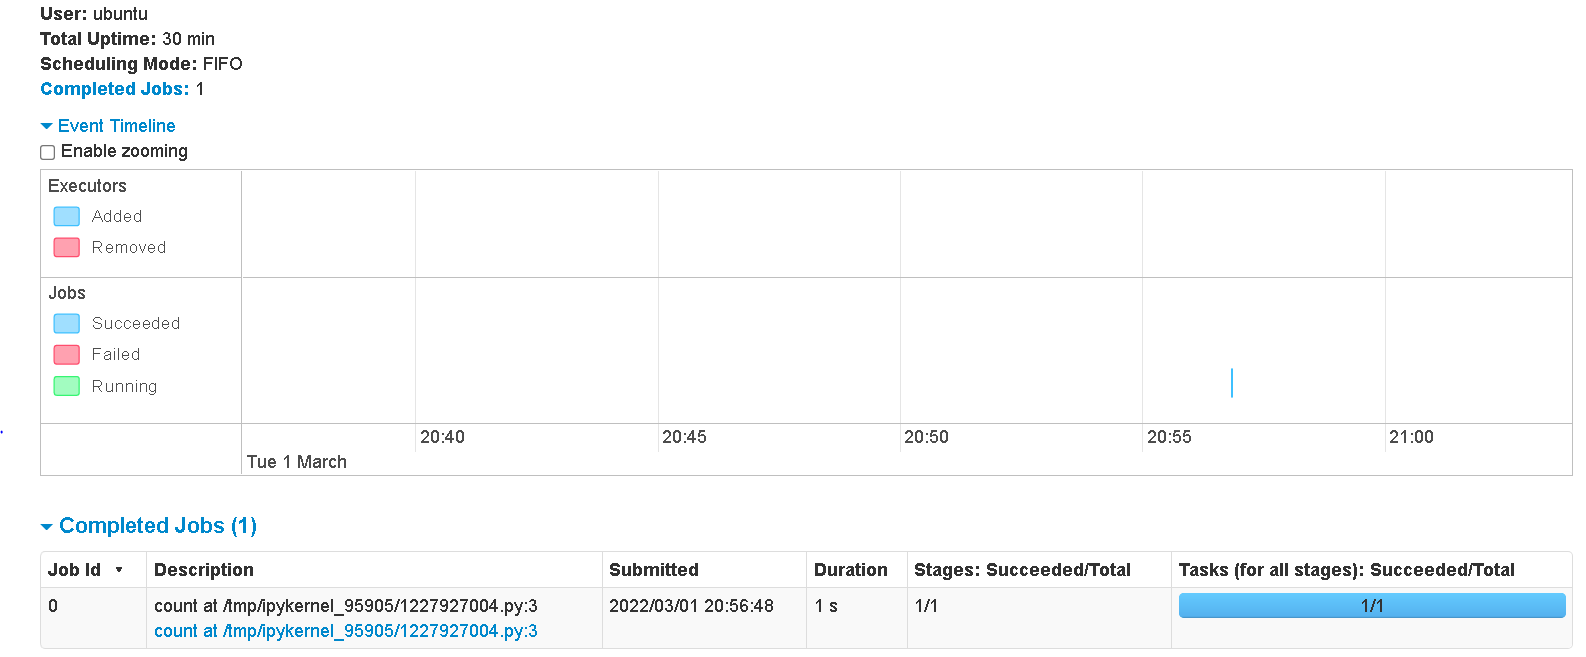 User: ubuntu
Total Uptime: 30 min
Scheduling Mode: FIFO
Completed Jobs: 1
Event Timeline
Enable zooming
Executors
Added
Removed
Jobs
Succeeded
Failed
Running
20:40 20:45 20:50 20:55 21:00
Tue 1 March
Completed Jobs (1)
Job Id Description Submitted Duration Stages: Succeeded/Total Tasks (for all stages): Succeeded/Total
0 count at /tmp/ipykernel_95905/1227927004.py:3 2022/03/01 20:56:48 1 s 1/1 1/1
count at /tmp/ipykernel_95905/1227927004.py:3